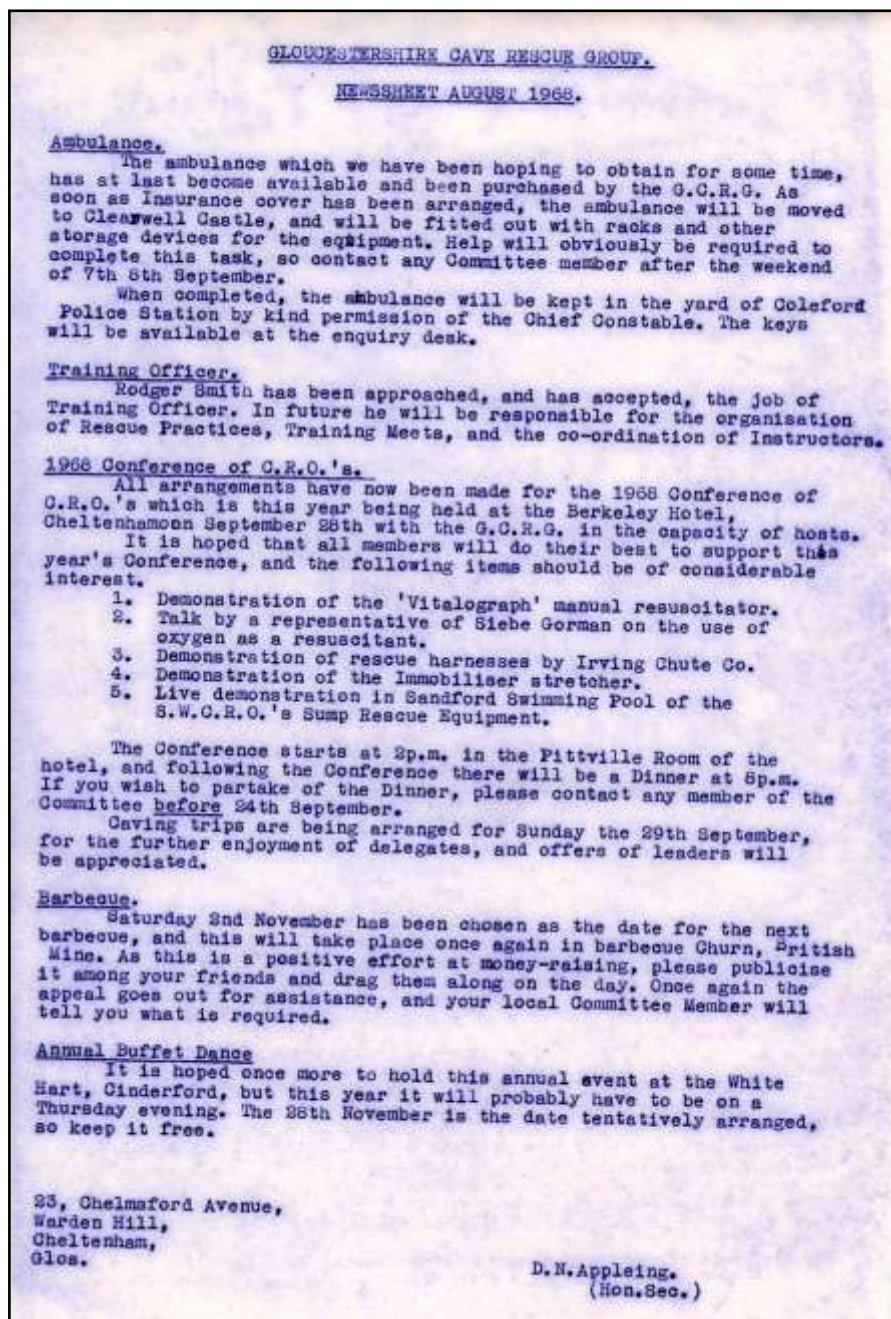 GLOUCESTERSHIRE CAVE RESCUE GROUP.
NEWSSHEET AUGUST 1968.
Ambulance.
The ambulance which we have been hoping to obtain for some time,
has at last become available and been purchased by the G.C.R.G. As
soon as Insurance cover has been arranged, the ambulance will be moved
to Clearwell Castle, and will be fitted out with racks and other
storage devices for the equipment. Help will obviously be required to
complete this task, so contact any Committee member after the weekend
of 7th 8th September.
When completed, the ambulance will be kept in the yard of Coleford
Police Station by kind permission of the Chief Constable. The keys
will be available at the enquiry desk.
Training Officer.
Rodger Smith has been approached, and has accepted, the job of
Training Officer. In future he will be responsible for the organisation
of Rescue Practices, Training Meets, and the co-ordination of Instructors.
1968 Conference of C.R.O.'s.
All arrangements have now been made for the 1968 Conference of
C.R.O.'s which is this year being held at the Berkeley Hotel,
Cheltenhamoon September 28th with the G.C.R.G. in the capacity of hosts.
It is hoped that all members will do their best to support this
year's Conference, and the following items should be of considerable
interest.
1. Demonstration of the 'Vitalograph' manual resuscitator.
2. Talk by a representative of Siebe Gorman on the use of
oxygen as a resuscitant.
3. Demonstration of rescue harnesses by Irving Chute Co.
4. Demonstration of the Immobiliser stretcher.
5. Live demonstration in Sandford Swimming Pool of the
S.W.C.R.O.'s Sump Rescue Equipment.
The Conference starts at 2p.m. in the Pittville Room of the
hotel, and following the Conference there will be a Dinner at 8p.m.
If you wish to partake of the Dinner, please contact any member of the
Committee before 24th September.
Caving trips are being arranged for Sunday the 29th September,
for the further enjoyment of delegates, and offers of leaders will
be appreciated.
Barbecue.
Saturday 2nd November has been chosen as the date for the next
barbecue, and this will take place once again in barbecue Churn, British
Mine. As this is a positive effort at money-raising, please publicise
it among your friends and drag them along on the day. Once again the
appeal goes out for assistance, and your local Committee Member will
tell you what is required.
Annual Buffet Dance
It is hoped once more to hold this annual event at the White
Hart, Cinderford, but this year it will probably have to be on a
Thursday evening. The 28th November is the date tentatively arranged,
so keep it free.
23, Chelmsford Avenue,
Warden Hill,
Cheltenham,
Glos.
D.N.Appleing.
(Hon.Sec.)